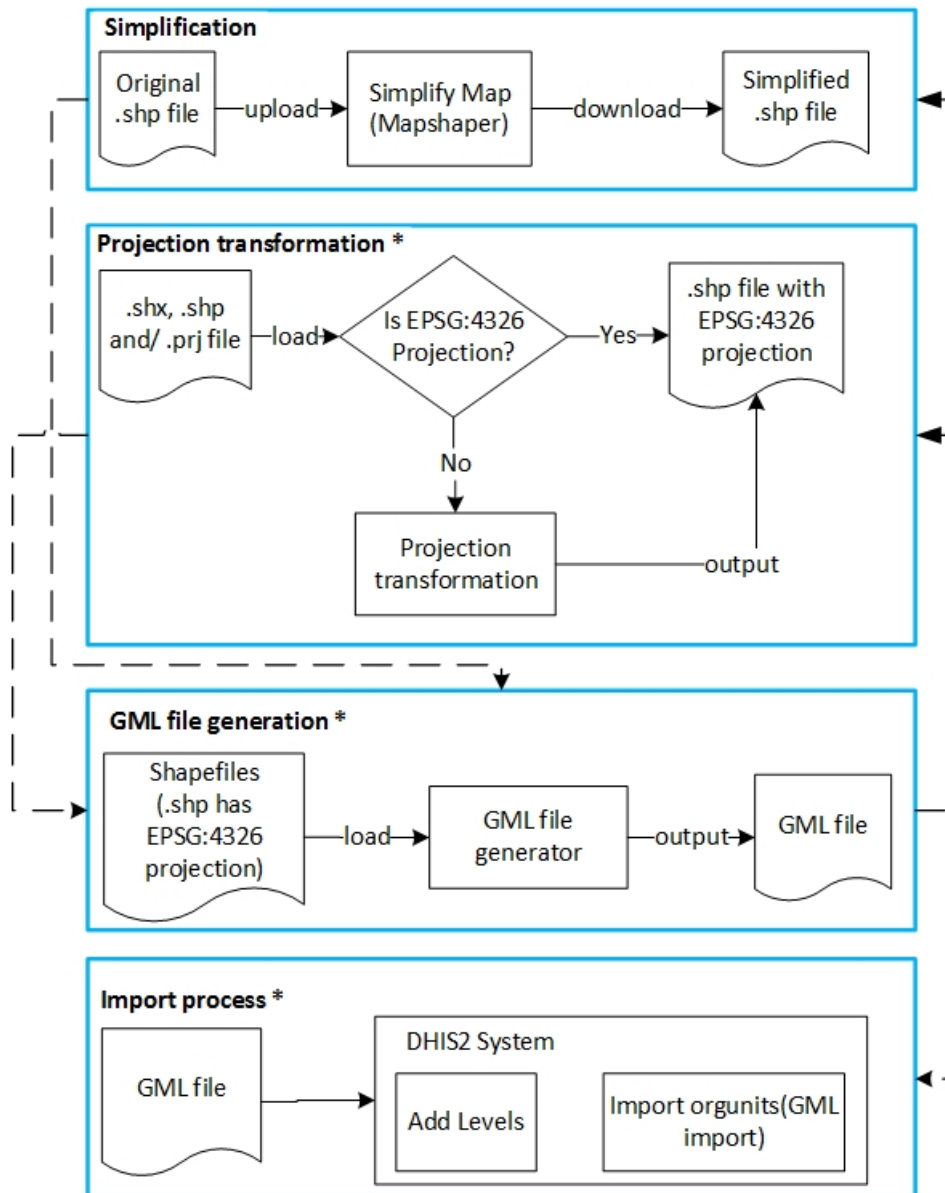 Simplification
Original
.shp file
upload
Simplify Map
(Mapshaper)
download
Simplified
.shp file
Projection transformation *
.shx, .shp
and/ .prj file
load
Is EPSG:4326
Projection?
Yes
.shp file with
EPSG:4326
projection
No
Projection
transformation
output
GML file generation *
Shapefiles
(.shp has
EPSG:4326
projection)
load
GML file
generator
output
GML file
Import process *
GML file
DHIS2 System
Add Levels
Import orgunits(GML
import)